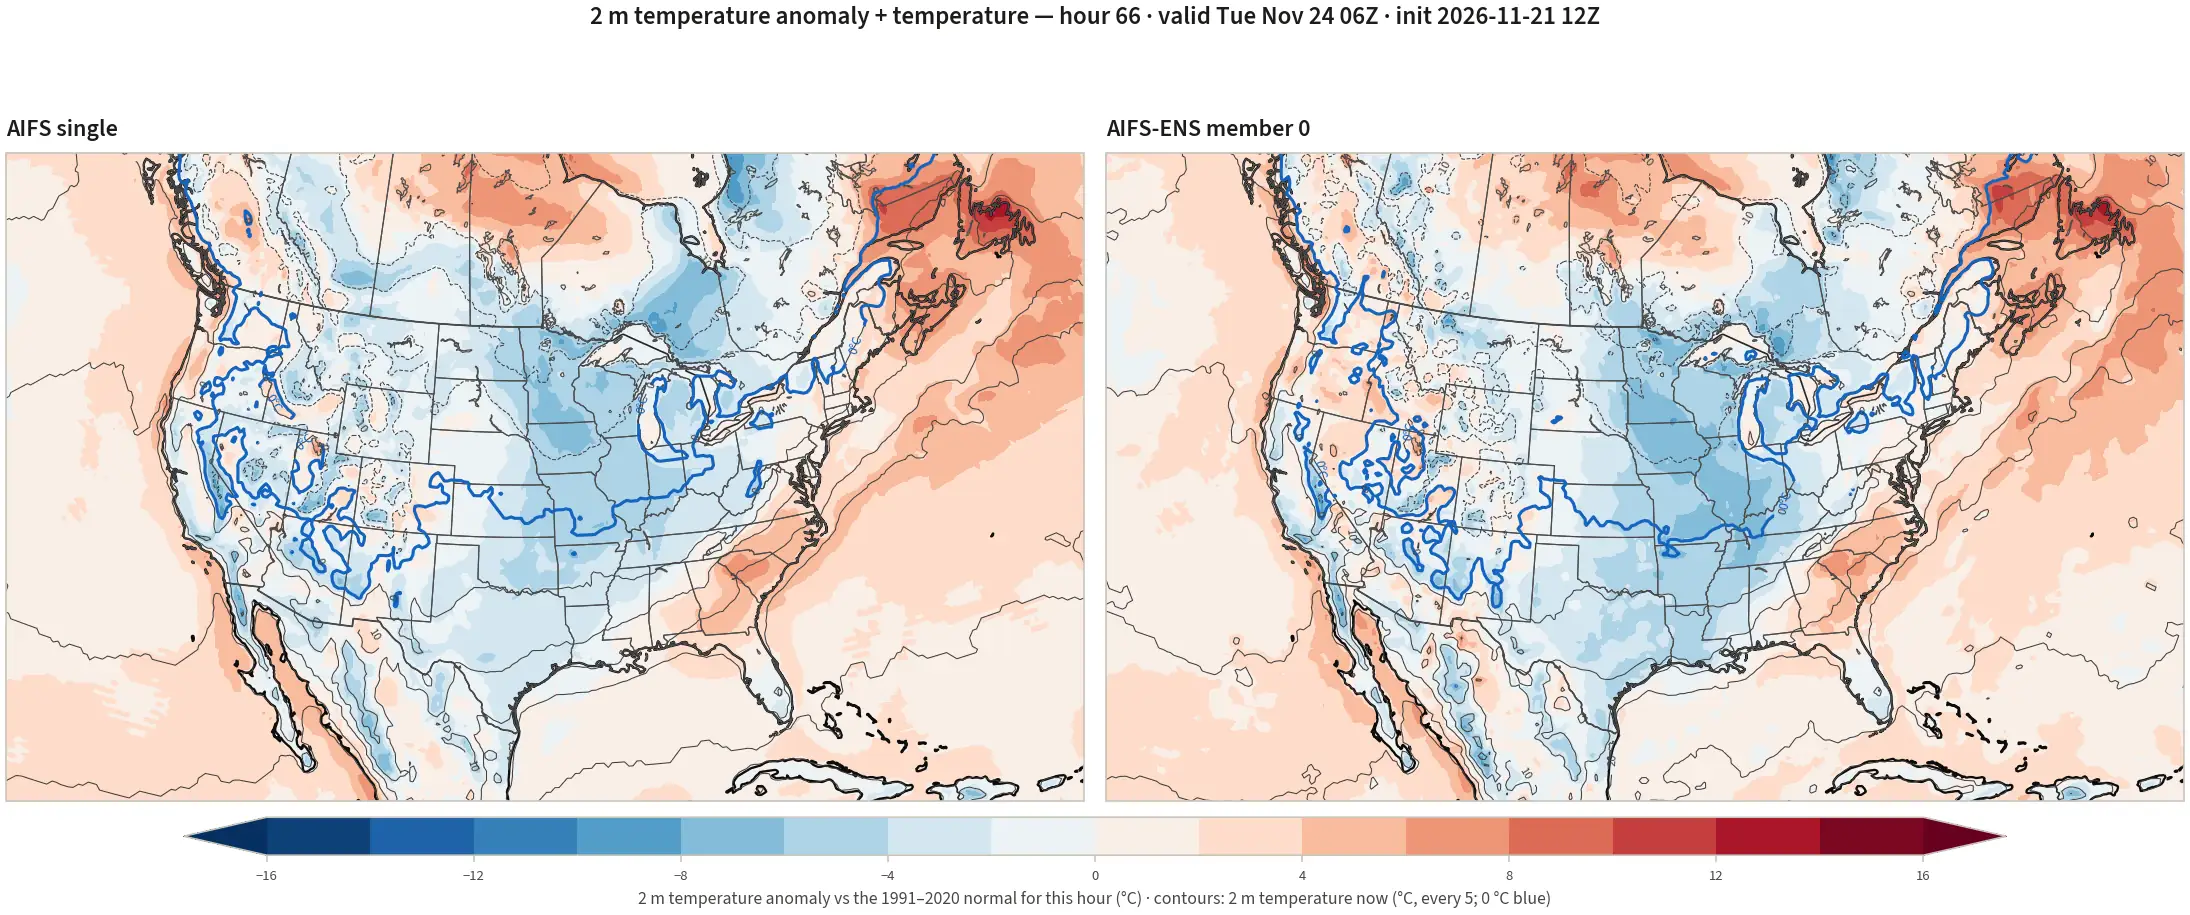 2 m temperature anomaly + temperature — hour 66 · valid Tue Nov 24 06Z · init 2026-11-21 12Z
AIFS single
AIFS-ENS member 0
−16 −12 −8 −4 0 4 8 12 16
2 m temperature anomaly vs the 1991–2020 normal for this hour (°C) · contours: 2 m temperature now (°C, every 5; 0 °C blue)